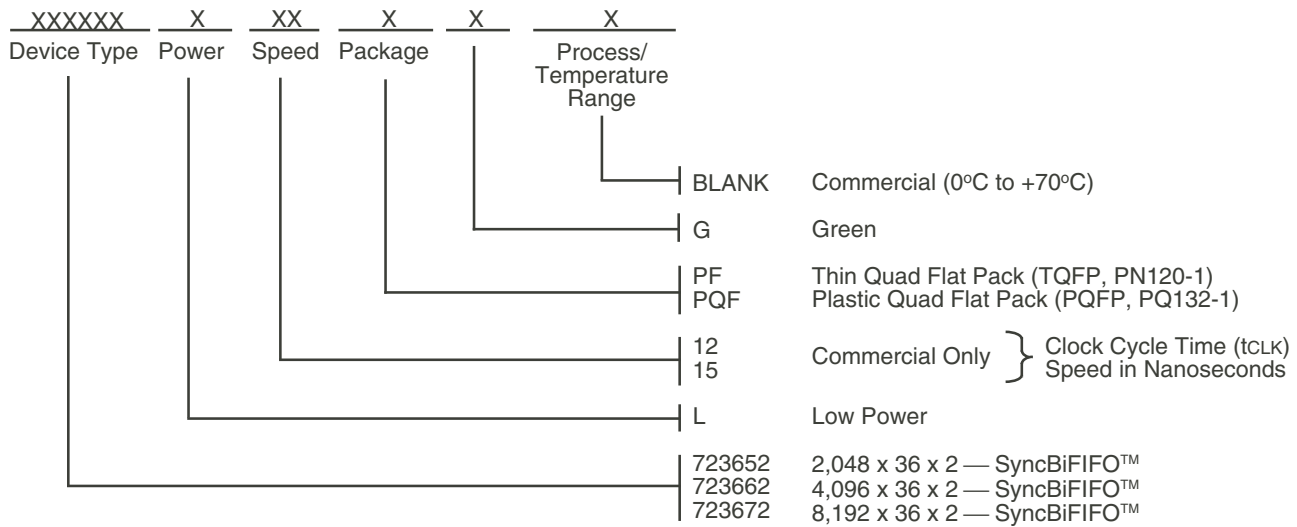 XXXXXX X XX X X X
Device Type Power Speed Package Process/
Temperature
Range
BLANK Commercial (0°C to +70°C)
G Green
PF Thin Quad Flat Pack (TQFP, PN120-1)
PQF Plastic Quad Flat Pack (PQFP, PQ132-1)
12
15
Commercial Only
Clock Cycle Time (tCLK)
Speed in Nanoseconds
L Low Power
723652 2,048 x 36 x 2 — SyncBiFIFO™
723662 4,096 x 36 x 2 — SyncBiFIFO™
723672 8,192 x 36 x 2 — SyncBiFIFO™